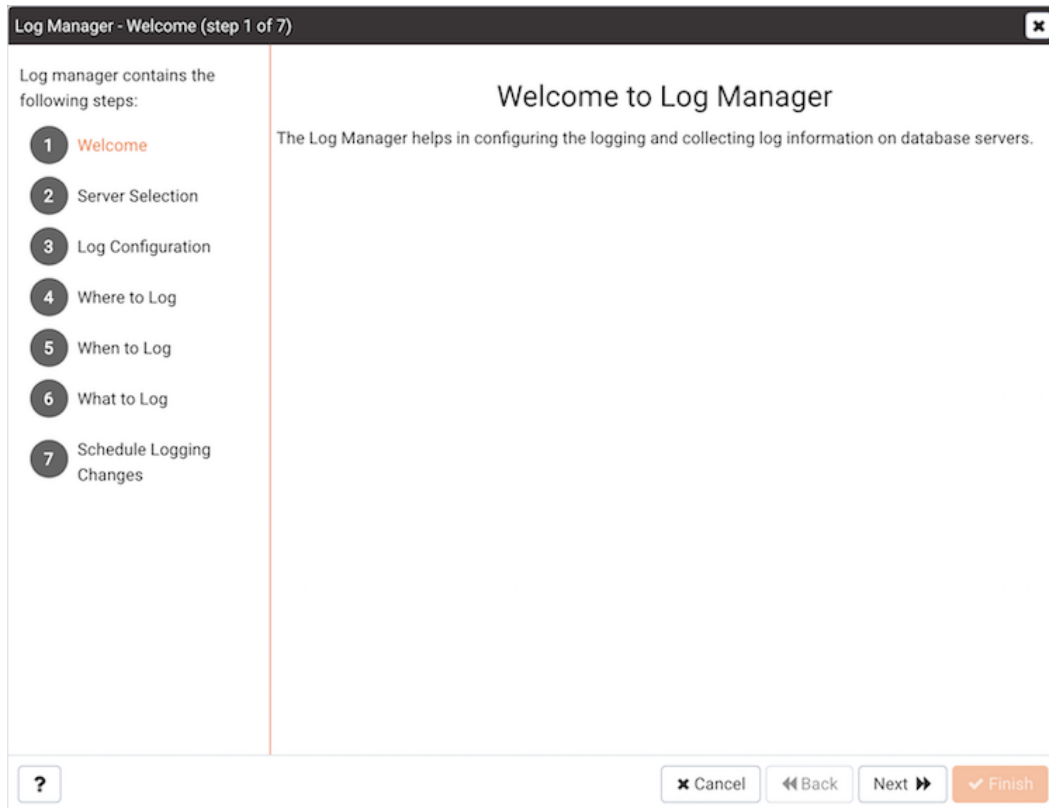 Log Manager - Welcome (step 1 of 7)
Log manager contains the
following steps:
1 Welcome
2 Server Selection
3 Log Configuration
4 Where to Log
5 When to Log
6 What to Log
7 Schedule Logging
Changes
Welcome to Log Manager
The Log Manager helps in configuring the logging and collecting log information on database servers.
? Cancel Back Next Finish